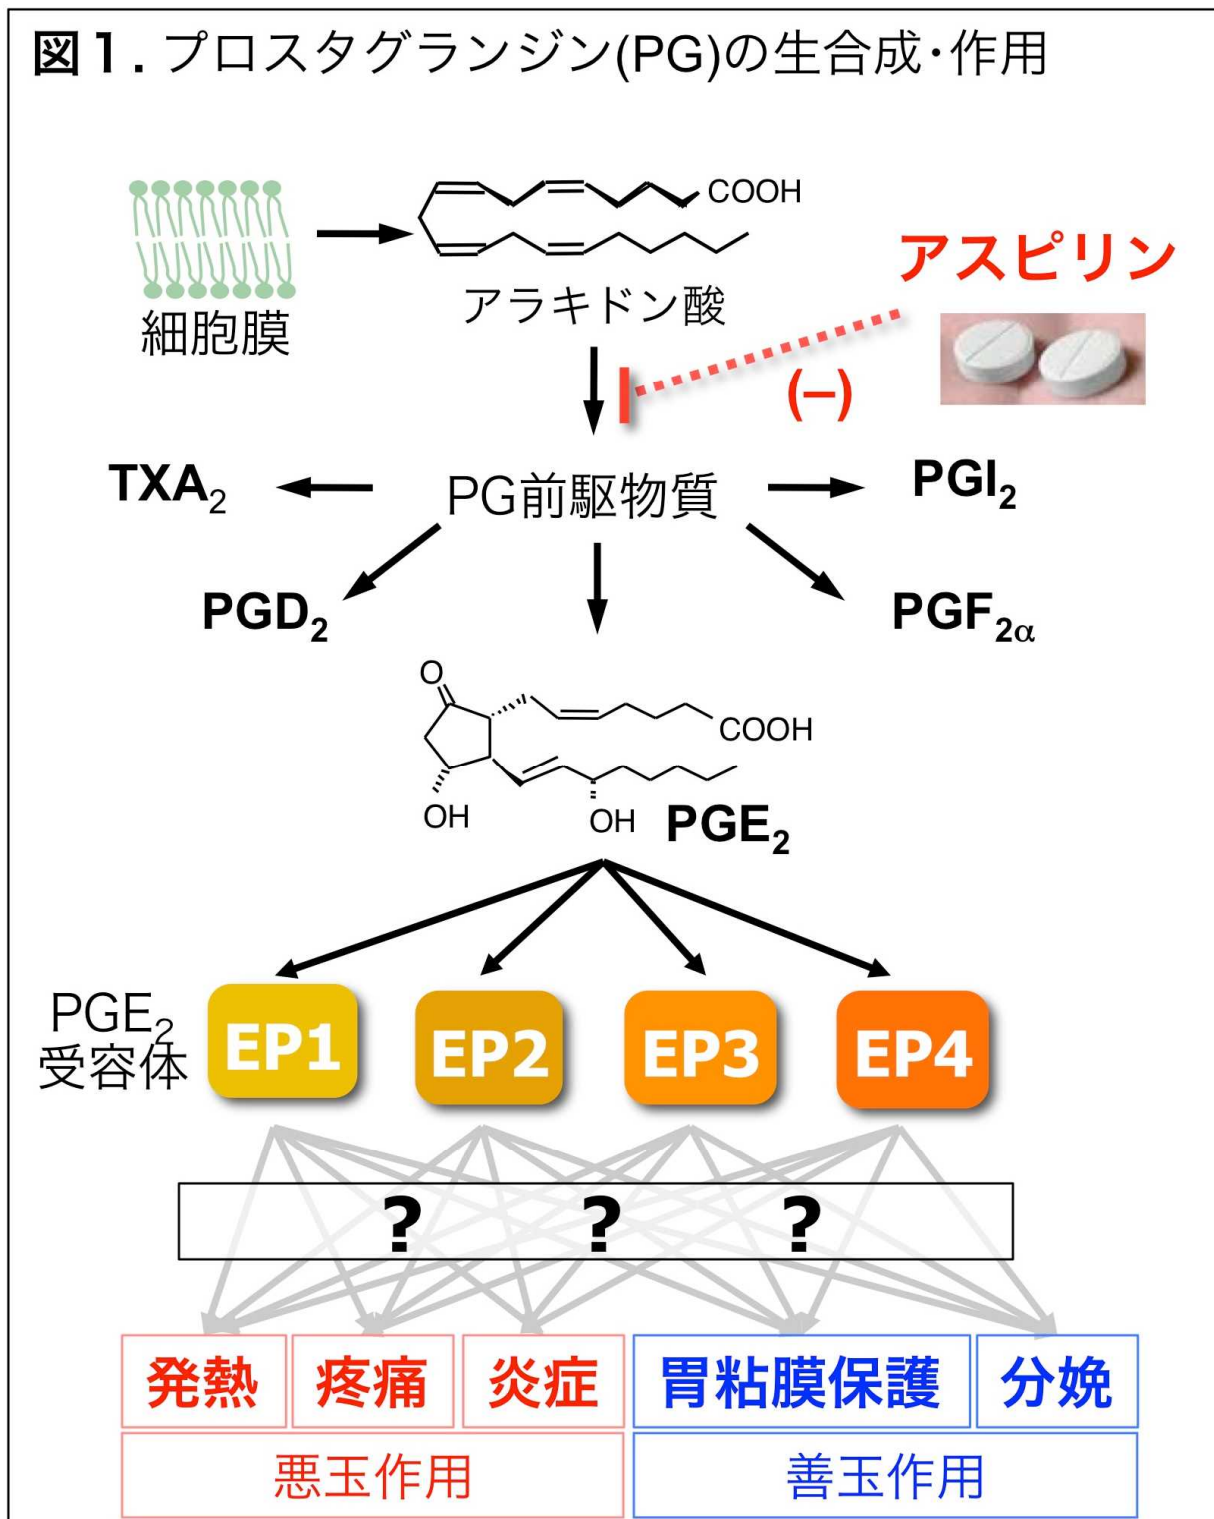 図1. プロスタグランジン(PG)の生合成・作用
COOH
細胞膜
アラキドン酸
アスピリン
(–)
TXA₂
PG前駆物質
PGI₂
PGD₂
PGF₂α
O
COOH
OH
OH
PGE₂
PGE₂
受容体
EP1
EP2
EP3
EP4
? ? ?
発熱
疼痛
炎症
胃粘膜保護
分娩
悪玉作用
善玉作用